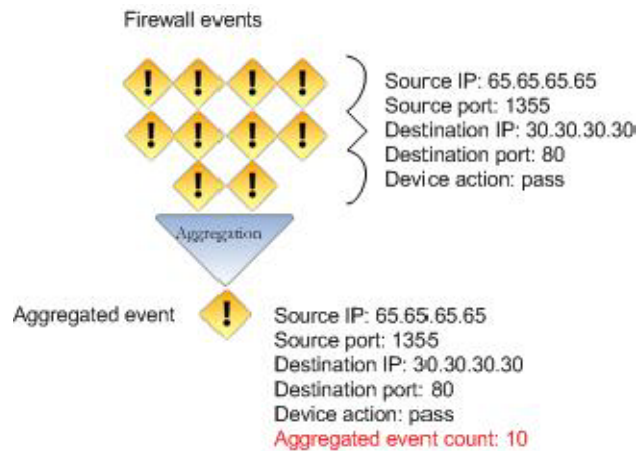 Firewall events
! ! ! !
Source IP: 65.65.65.65
Source port: 1355
! ! ! !
Destination IP: 30.30.30.30
Destination port: 80
! !
Device action: pass
Aggregation
Aggregated event
!
Source IP: 65.65.65.65
Source port: 1355
Destination IP: 30.30.30.30
Destination port: 80
Device action: pass
Aggregated event count: 10